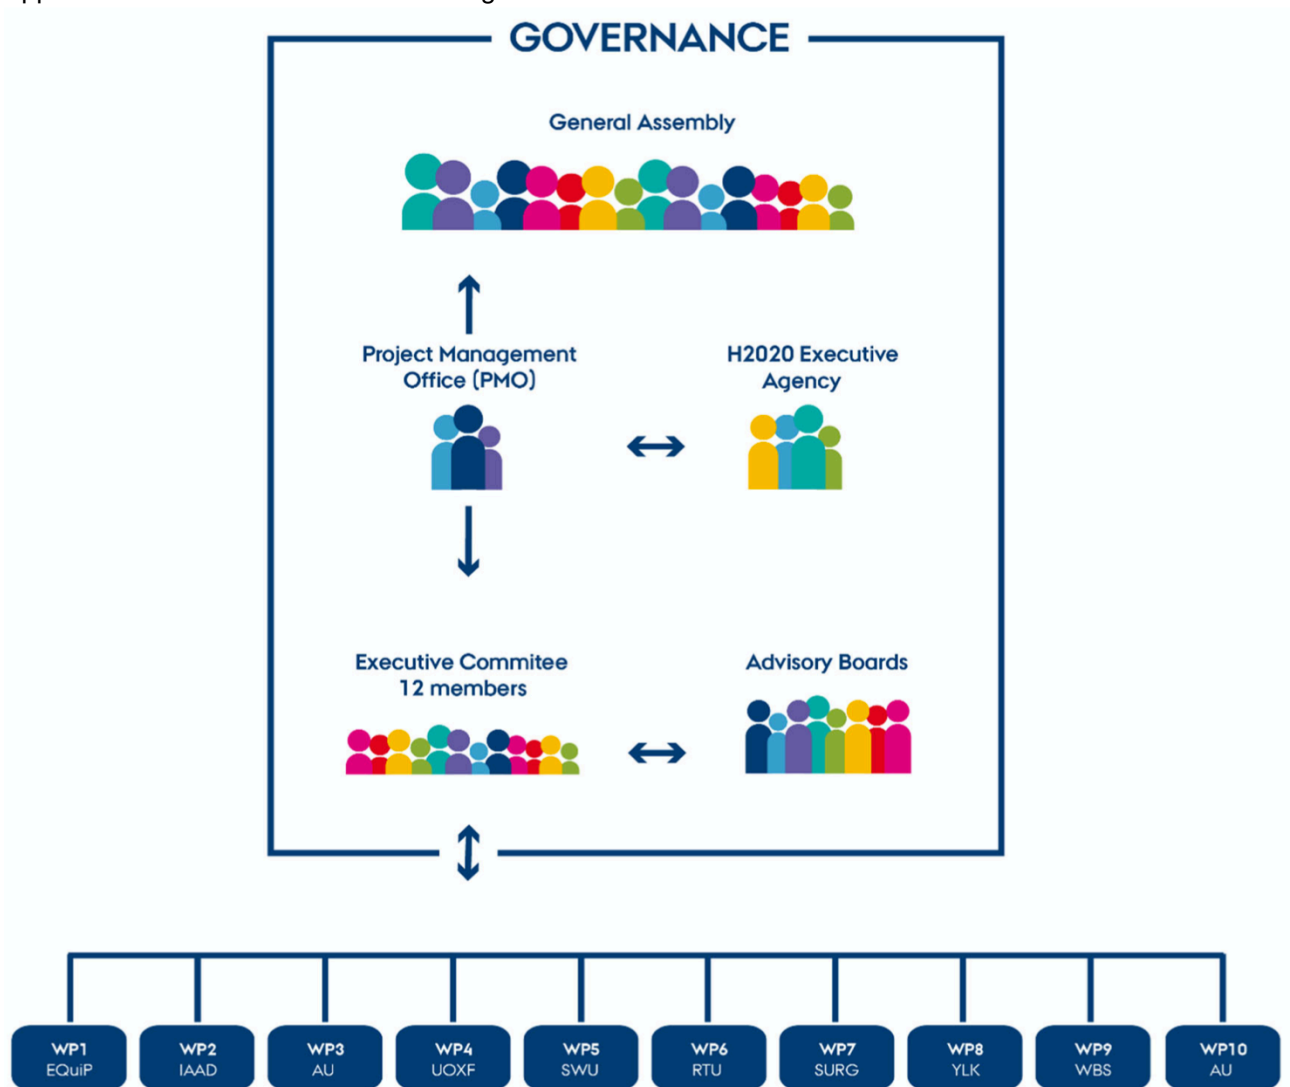 GOVERNANCE
General Assembly
Project Management
Office (PMO)
H2020 Executive
Agency
Executive Commitee
12 members
Advisory Boards
WP1
EQuiP
WP2
IAAD
WP3
AU
WP4
UOXF
WP5
SWU
WP6
RTU
WP7
SURG
WP8
YLK
WP9
WBS
WP10
AU